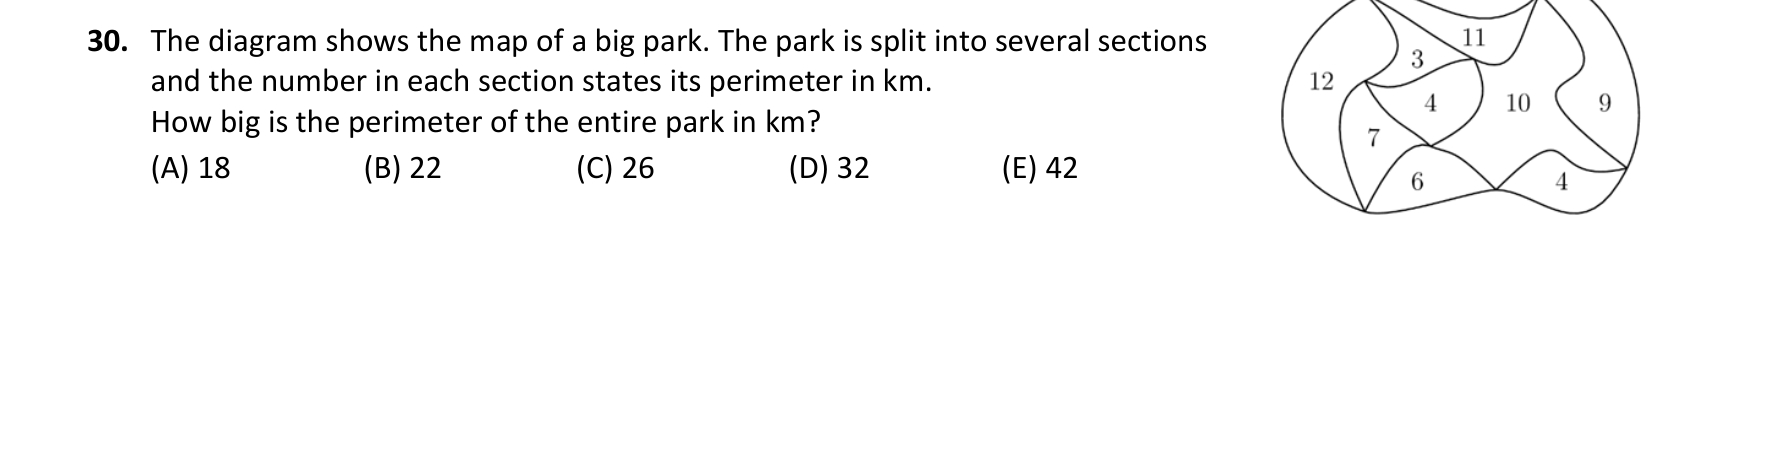 30. The diagram shows the map of a big park. The park is split into several sections
and the number in each section states its perimeter in km.
How big is the perimeter of the entire park in km?
(A) 18 (B) 22 (C) 26 (D) 32 (E) 42
11
3
12
4 10 9
7
6 4